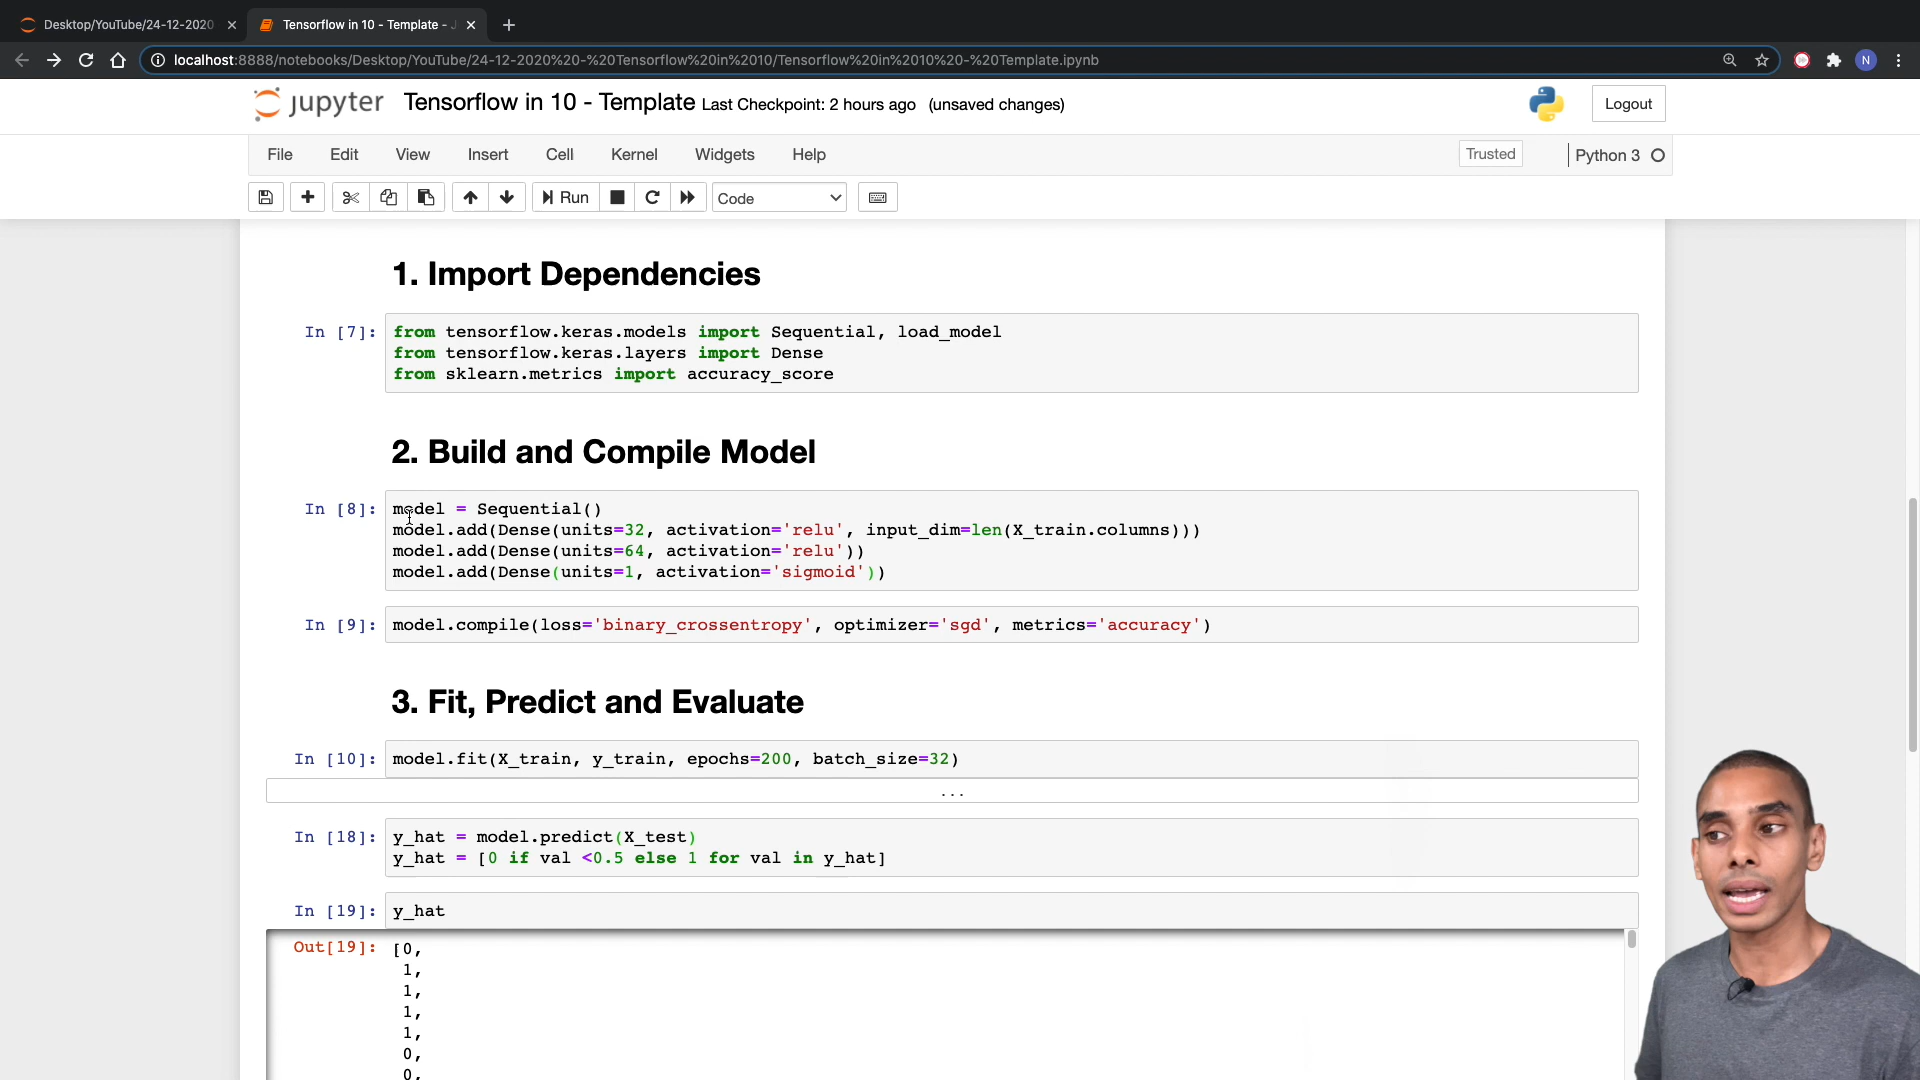 Desktop/YouTube/24-12-2020
Tensorflow in 10 - Template - J
localhost:8888/notebooks/Desktop/YouTube/24-12-2020%20-%20Tensorflow%20in%2010/Tensorflow%20in%2010%20-%20Template.ipynb
N
jupyter Tensorflow in 10 - Template Last Checkpoint: 2 hours ago (unsaved changes)
Logout
File Edit View Insert Cell Kernel Widgets Help
Trusted
Python 3
Run
Code
1. Import Dependencies
In [7]: from tensorflow.keras.models import Sequential, load_model
from tensorflow.keras.layers import Dense
from sklearn.metrics import accuracy_score
2. Build and Compile Model
In [8]: model = Sequential()
model.add(Dense(units=32, activation='relu', input_dim=len(X_train.columns)))
model.add(Dense(units=64, activation='relu'))
model.add(Dense(units=1, activation='sigmoid'))
In [9]: model.compile(loss='binary_crossentropy', optimizer='sgd', metrics='accuracy')
3. Fit, Predict and Evaluate
In [10]: model.fit(X_train, y_train, epochs=200, batch_size=32)
...
In [18]: y_hat = model.predict(X_test)
y_hat = [0 if val <0.5 else 1 for val in y_hat]
In [19]: y_hat
Out[19]: [0,
1,
1,
1,
1,
0,
0,